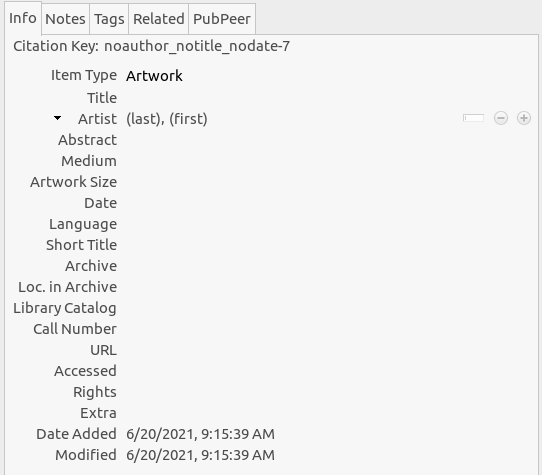 Info Notes Tags Related PubPeer
Citation Key: noauthor_notitle_nodate-7
Item Type Artwork
Title
Artist (last), (first)
Abstract
Medium
Artwork Size
Date
Language
Short Title
Archive
Loc. in Archive
Library Catalog
Call Number
URL
Accessed
Rights
Extra
Date Added 6/20/2021, 9:15:39 AM
Modified 6/20/2021, 9:15:39 AM